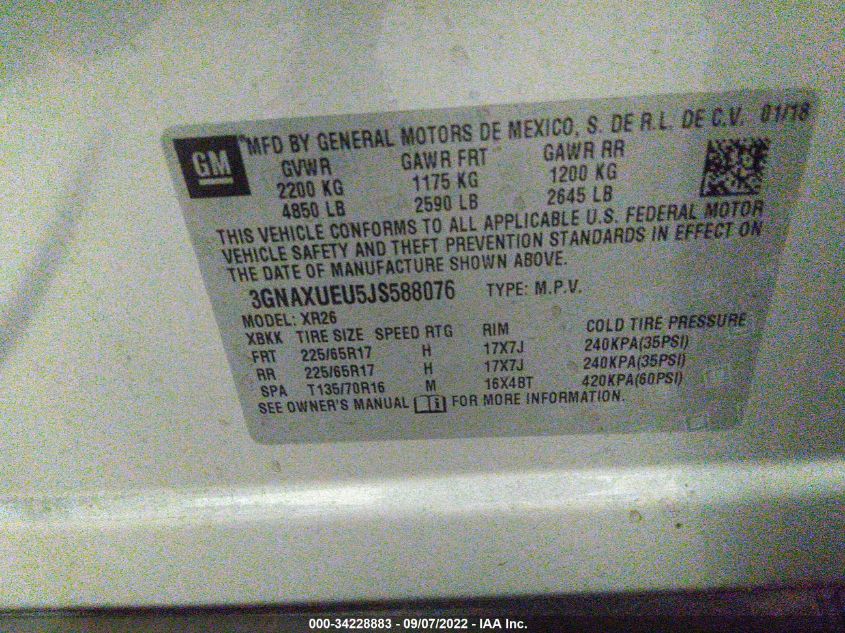 GM
MFD BY GENERAL MOTORS DE MEXICO, S. DE R.L. DE C.V. 01/18
GVWR GAWR FRT GAWR RR
2200 KG 1175 KG 1200 KG
4850 LB 2590 LB 2645 LB
THIS VEHICLE CONFORMS TO ALL APPLICABLE U.S. FEDERAL MOTOR
VEHICLE SAFETY AND THEFT PREVENTION STANDARDS IN EFFECT ON
THE DATE OF MANUFACTURE SHOWN ABOVE.
3GNAXUEU5JS588076 TYPE: M.P.V.
MODEL: XR26
XBKK TIRE SIZE SPEED RTG RIM COLD TIRE PRESSURE
FRT 225/65R17 H 17X7J 240KPA(35PSI)
RR 225/65R17 H 17X7J 240KPA(35PSI)
SPA T135/70R16 M 16X4BT 420KPA(60PSI)
SEE OWNER'S MANUAL FOR MORE INFORMATION.
000-34228883 - 09/07/2022 - IAA Inc.